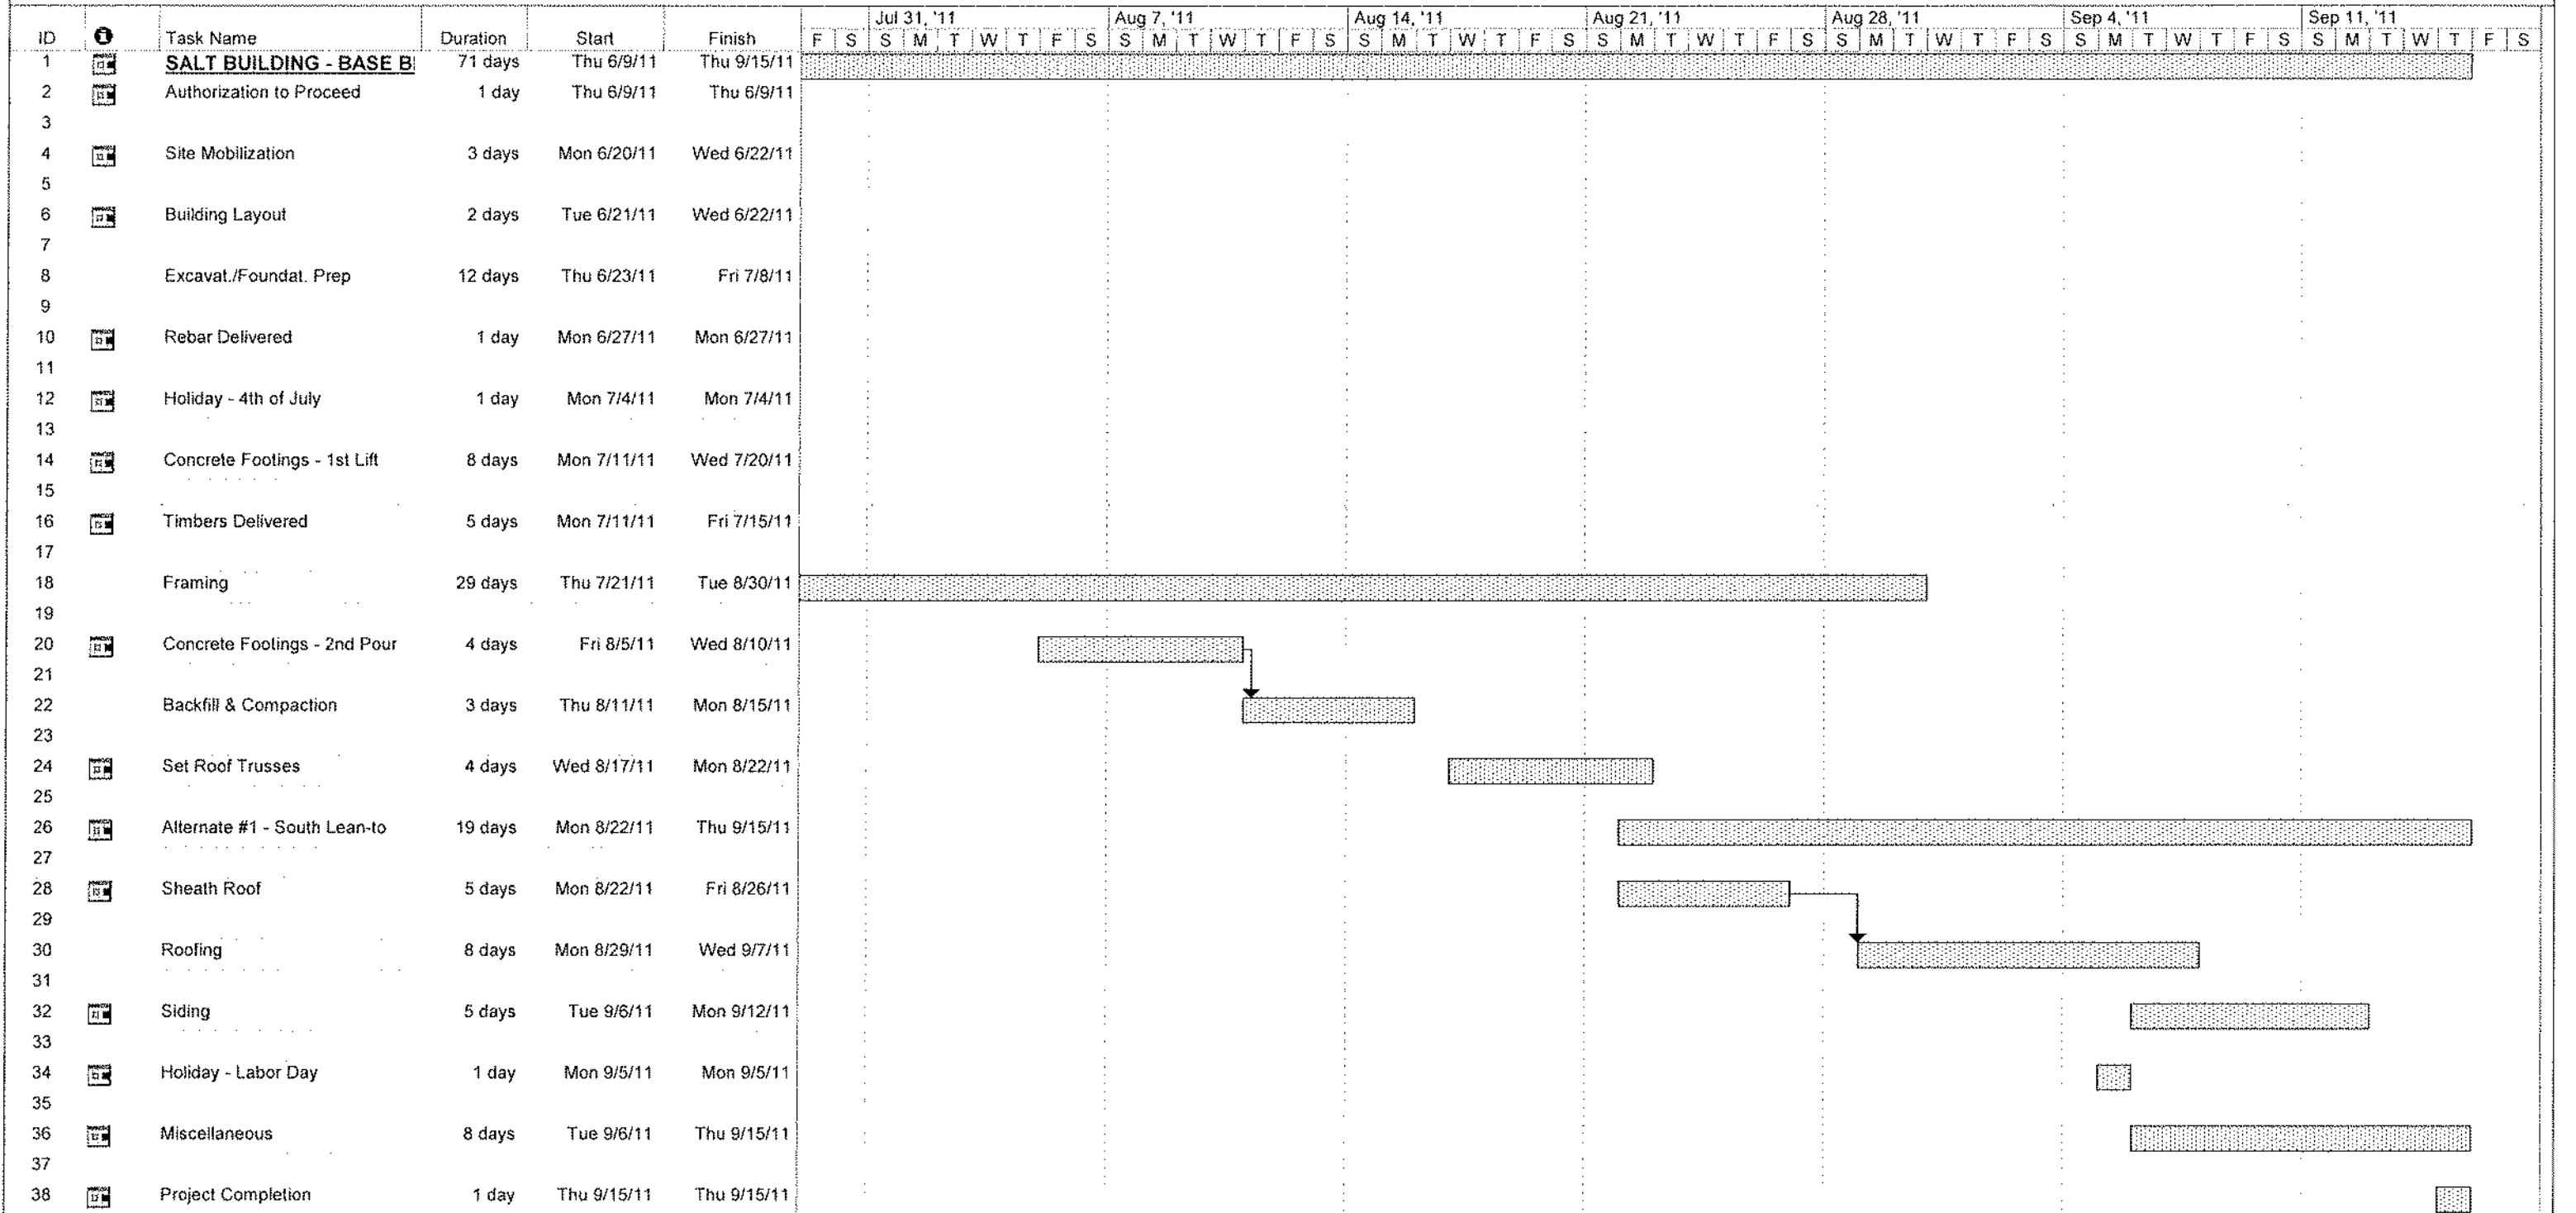 Jul 31, '11 Aug 7, '11 Aug 14, '11 Aug 21, '11 Aug 28, '11 Sep 4, '11 Sep 11, '11
ID Task Name Duration Start Finish F S S M T W T F S S M T W T F S S M T W T F S S M T W T F S S M T W T F S S M T W T F S S M T W T F S
1 SALT BUILDING - BASE B 71 days Thu 6/9/11 Thu 9/15/11
2 Authorization to Proceed 1 day Thu 6/9/11 Thu 6/9/11
3
4 Site Mobilization 3 days Mon 6/20/11 Wed 6/22/11
5
6 Building Layout 2 days Tue 6/21/11 Wed 6/22/11
7
8 Excavat./Foundat. Prep 12 days Thu 6/23/11 Fri 7/8/11
9
10 Rebar Delivered 1 day Mon 6/27/11 Mon 6/27/11
11
12 Holiday - 4th of July 1 day Mon 7/4/11 Mon 7/4/11
13
14 Concrete Footings - 1st Lift 8 days Mon 7/11/11 Wed 7/20/11
15
16 Timbers Delivered 5 days Mon 7/11/11 Fri 7/15/11
17
18 Framing 29 days Thu 7/21/11 Tue 8/30/11
19
20 Concrete Footings - 2nd Pour 4 days Fri 8/5/11 Wed 8/10/11
21
22 Backfill & Compaction 3 days Thu 8/11/11 Mon 8/15/11
23
24 Set Roof Trusses 4 days Wed 8/17/11 Mon 8/22/11
25
26 Alternate #1 - South Lean-to 19 days Mon 8/22/11 Thu 9/15/11
27
28 Sheath Roof 5 days Mon 8/22/11 Fri 8/26/11
29
30 Roofing 8 days Mon 8/29/11 Wed 9/7/11
31
32 Siding 5 days Tue 9/6/11 Mon 9/12/11
33
34 Holiday - Labor Day 1 day Mon 9/5/11 Mon 9/5/11
35
36 Miscellaneous 8 days Tue 9/6/11 Thu 9/15/11
37
38 Project Completion 1 day Thu 9/15/11 Thu 9/15/11